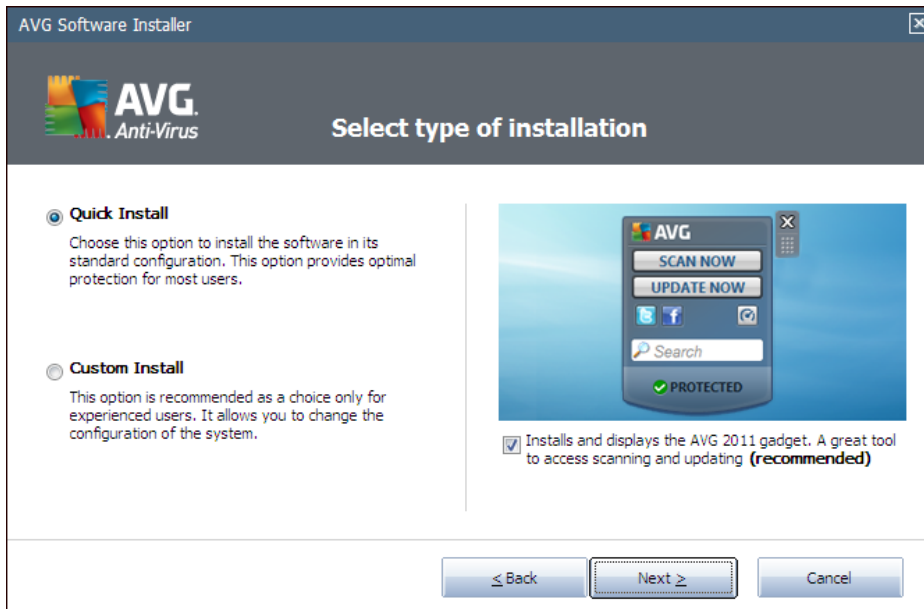 AVG Software Installer
AVG.
Anti-Virus
Select type of installation
Quick Install
Choose this option to install the software in its
standard configuration. This option provides optimal
protection for most users.
Custom Install
This option is recommended as a choice only for
experienced users. It allows you to change the
configuration of the system.
AVG
SCAN NOW
UPDATE NOW
Search
PROTECTED
Installs and displays the AVG 2011 gadget. A great tool
to access scanning and updating (recommended)
< Back
Next >
Cancel